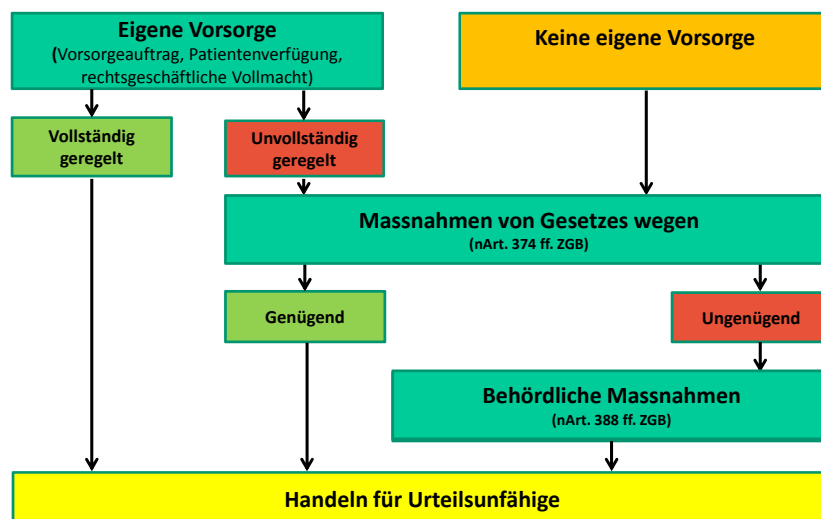 Eigene Vorsorge
(Vorsorgeauftrag, Patientenverfügung,
rechtsgeschäftliche Vollmacht)
Keine eigene Vorsorge
Vollständig
geregelt
Unvollständig
geregelt
Massnahmen von Gesetzes wegen
(nArt. 374 ff. ZGB)
Genügend
Ungenügend
Behördliche Massnahmen
(nArt. 388 ff. ZGB)
Handeln für Urteilsunfähige